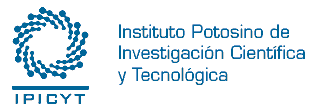 Instituto Potosino de
Investigación Científica
y Tecnológica
IPICYT